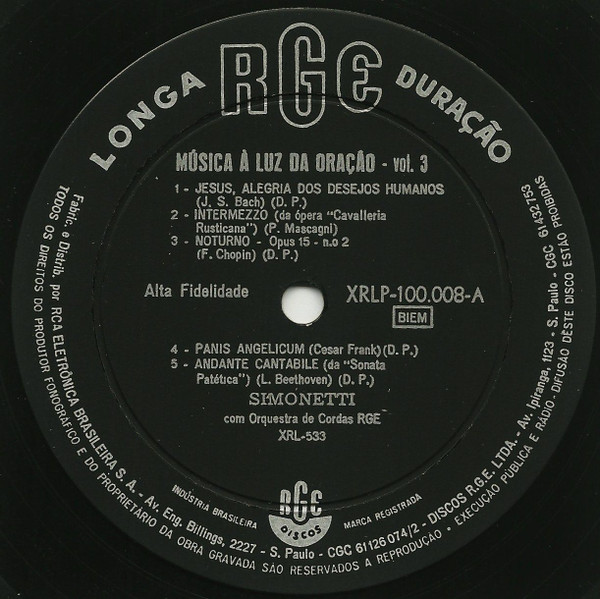 LONGA RGE DURAÇÃO
MÚSICA À LUZ DA ORAÇÃO - vol. 3
1 - JESUS, ALEGRIA DOS DESEJOS HUMANOS
(J. S. Bach) (D. P.)
2 - INTERMEZZO (da ópera "Cavalleria
Rusticana") (P. Mascagni)
3 - NOTURNO - Opus 15 - n.o 2
(F. Chopin) (D. P.)
Alta Fidelidade
XRLP-100.008-A
BIEM
4 - PANIS ANGELICUM (Cesar Frank) (D. P.)
5 - ANDANTE CANTABILE (da "Sonata
Patética") (L. Beethoven) (D. P.)
SIMONETTI
com Orquestra de Cordas RGE
XRL-533
INDÚSTRIA BRASILEIRA
RGE
DISCOS
MARCA REGISTRADA
Fabric. e Distrib. por RCA ELETRÔNICA BRASILEIRA S. A. - Av. Eng. Billings, 2227 - S. Paulo - CGC 61126074/2 - DISCOS R.G.E. LTDA. - Av. Ipiranga, 1123 - S. Paulo - CGC 61432753
TODOS OS DIREITOS DO PRODUTOR FONOGRÁFICO E DO PROPRIETÁRIO DA OBRA GRAVADA SÃO RESERVADOS A REPRODUÇÃO - EXECUÇÃO PÚBLICA E RÁDIO - DIFUSÃO DÊSTE DISCO ESTÃO PROIBIDAS